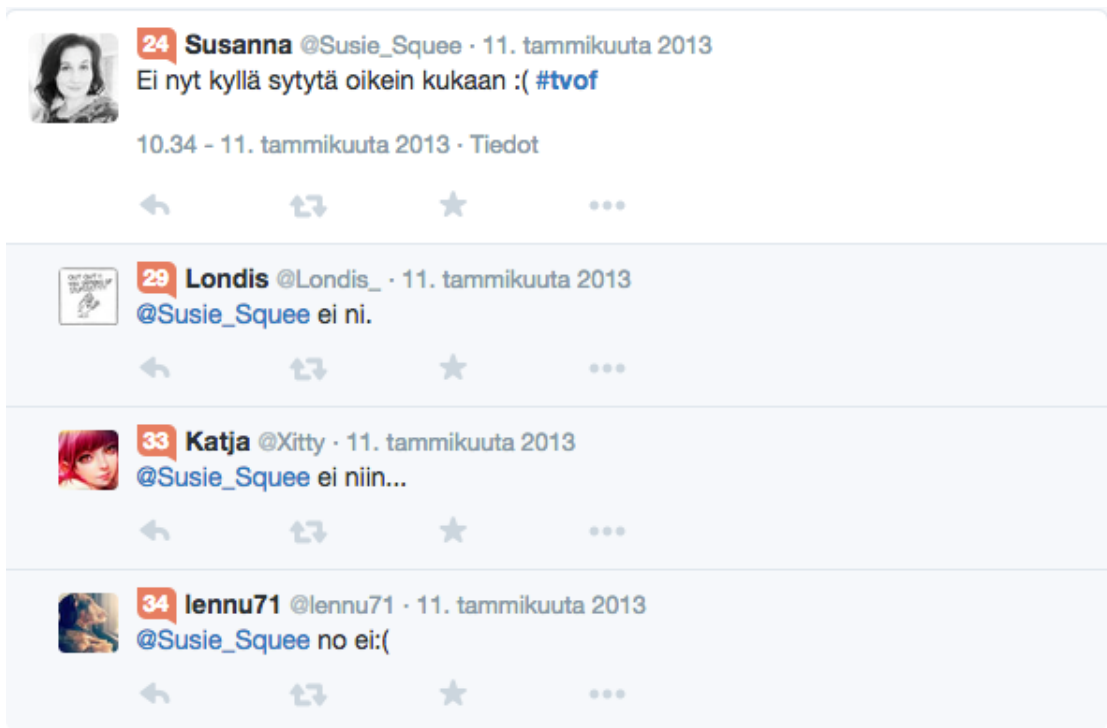 24 Susanna @Susie_Squee · 11. tammikuuta 2013
Ei nyt kyllä sytytä oikein kukaan :( #tvof
10.34 - 11. tammikuuta 2013 · Tiedot
29 Londis @Londis_ · 11. tammikuuta 2013
@Susie_Squee ei ni.
33 Katja @Xitty · 11. tammikuuta 2013
@Susie_Squee ei niin...
34 lennu71 @lennu71 · 11. tammikuuta 2013
@Susie_Squee no ei:(